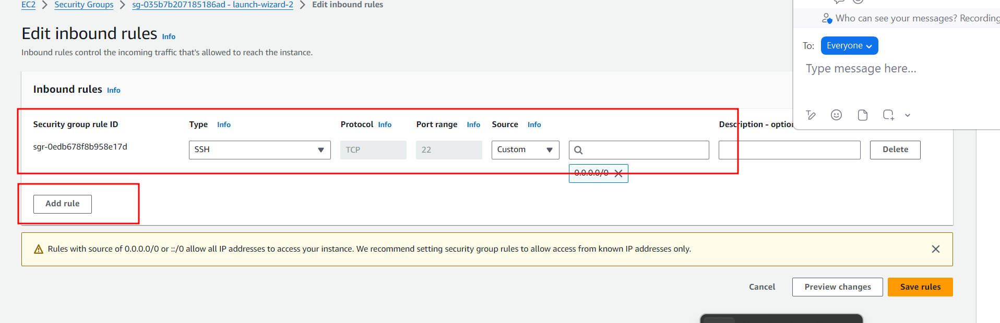 EC2 > Security Groups > sg-035b7b207185186ad - launch-wizard-2 > Edit inbound rules
Edit inbound rules Info
Inbound rules control the incoming traffic that's allowed to reach the instance.
Inbound rules Info
Security group rule ID Type Info Protocol Info Port range Info Source Info Description - option
sgr-0edb678f8b958e17d SSH TCP 22 Custom Delete
0.0.0.0/0
Add rule
Rules with source of 0.0.0.0/0 or ::/0 allow all IP addresses to access your instance. We recommend setting security group rules to allow access from known IP addresses only.
Cancel Preview changes Save rules
Who can see your messages? Recording
To: Everyone
Type message here...